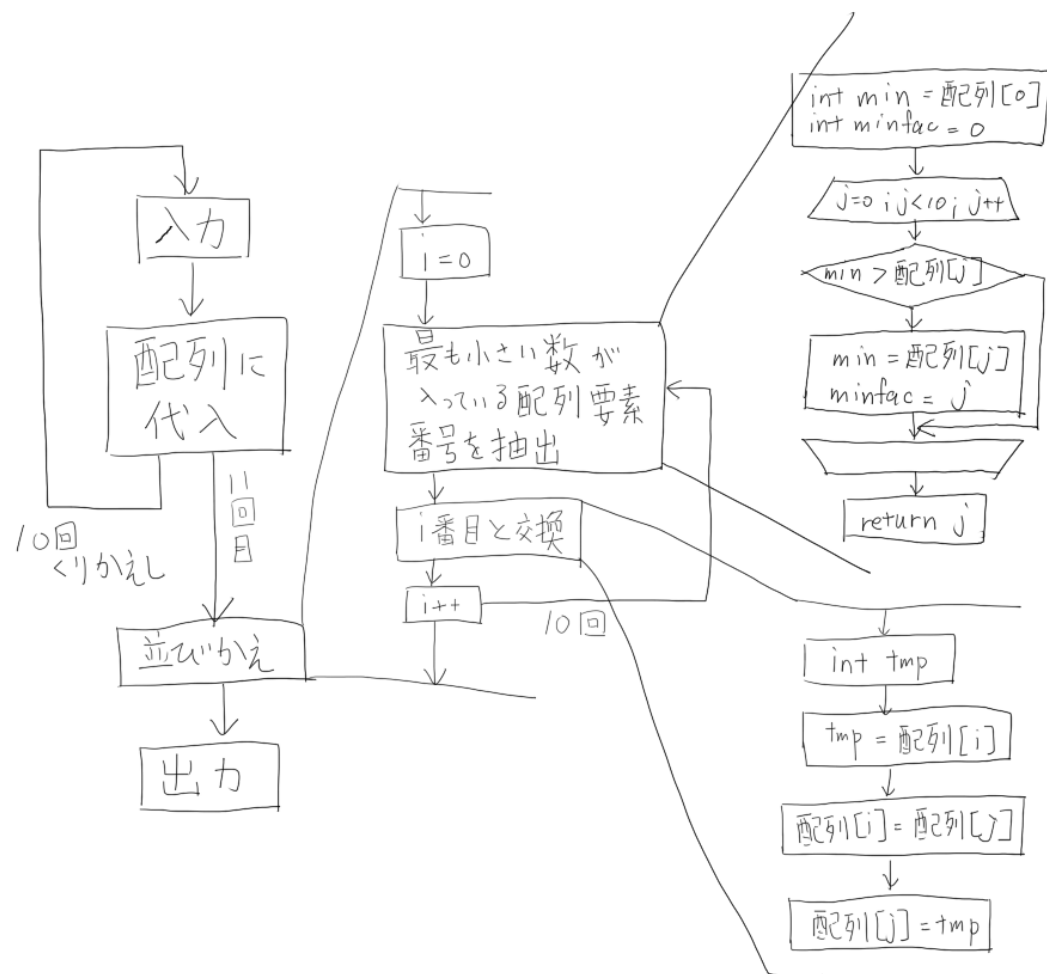 入力
配列に
代入
10回
くりかえし
11回目
並びかえ
出力
i=0
最も小さい数が
入っている配列要素
番号を抽出
i番目と交換
i++
10回
int min = 配列[0]
int minfac = 0
j=0;j<10;j++
min > 配列[j]
min = 配列[j]
minfac = j
return j
int tmp
tmp = 配列[i]
配列[i] = 配列[j]
配列[j] = tmp